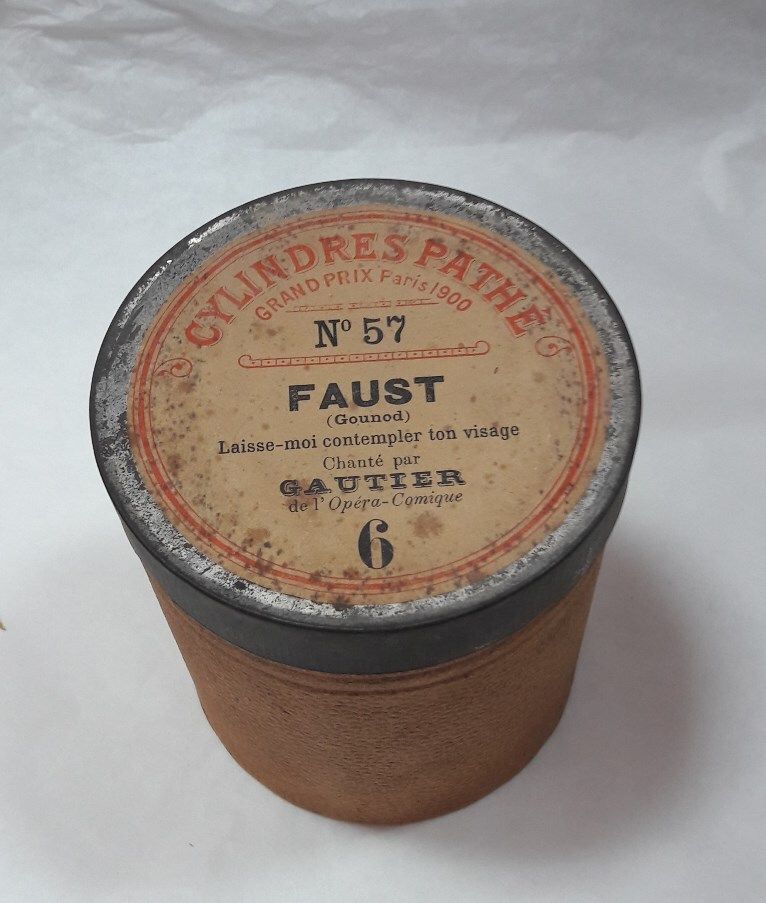 CYLINDRES PATHÉ
GRAND PRIX Paris 1900
Nº 57
FAUST
(Gounod)
Laisse-moi contempler ton visage
Chanté par
GAUTIER
de l'Opéra-Comique
6